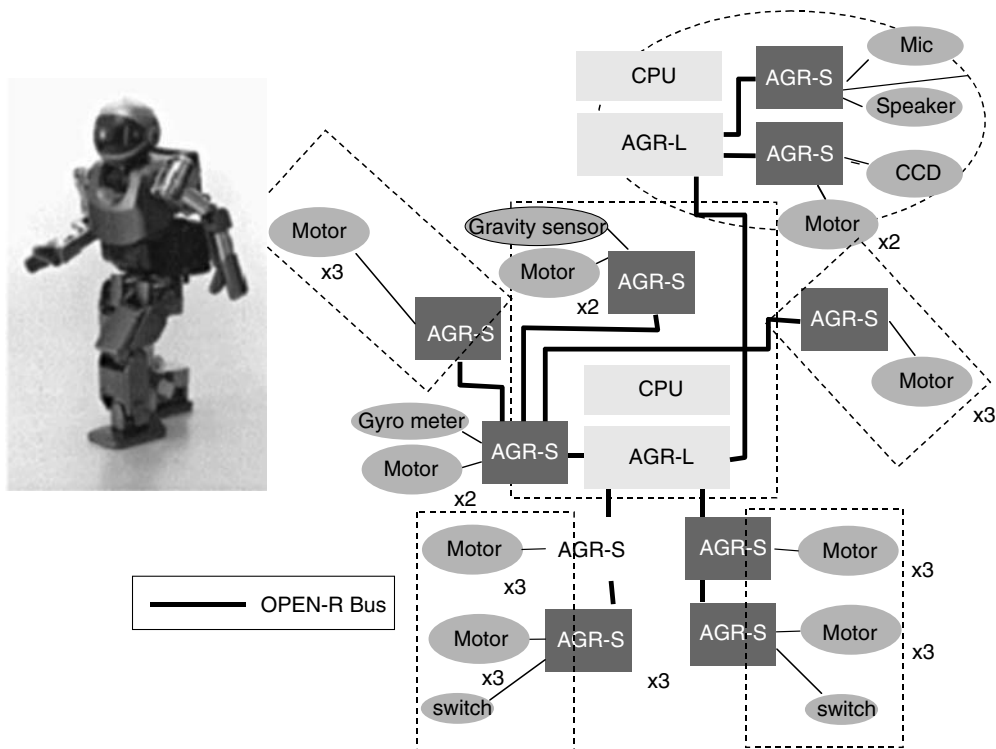 CPU
AGR-S
Mic
Speaker
AGR-L
AGR-S
CCD
Motor
x2
Motor
x3
Gravity sensor
Motor
x2
AGR-S
AGR-S
AGR-S
Motor
x3
CPU
Gyro meter
AGR-S
AGR-L
Motor
x2
Motor
x3
AGR-S
AGR-S
Motor
x3
Motor
x3
AGR-S
x3
AGR-S
Motor
x3
switch
switch
OPEN-R Bus